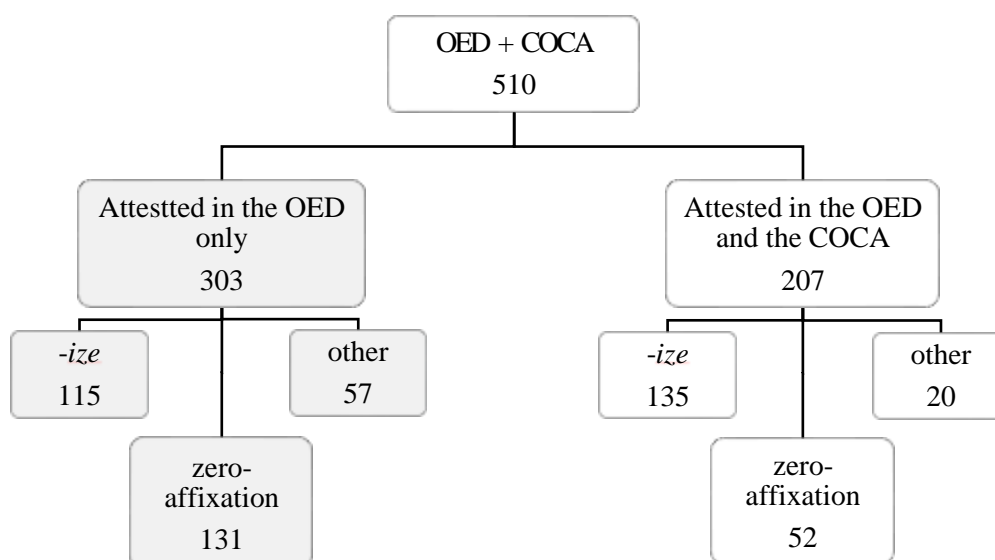 OED + COCA
510
Attestted in the OED
only
303
Attested in the OED
and the COCA
207
-ize
115
other
57
-ize
135
other
20
zero-
affixation
131
zero-
affixation
52